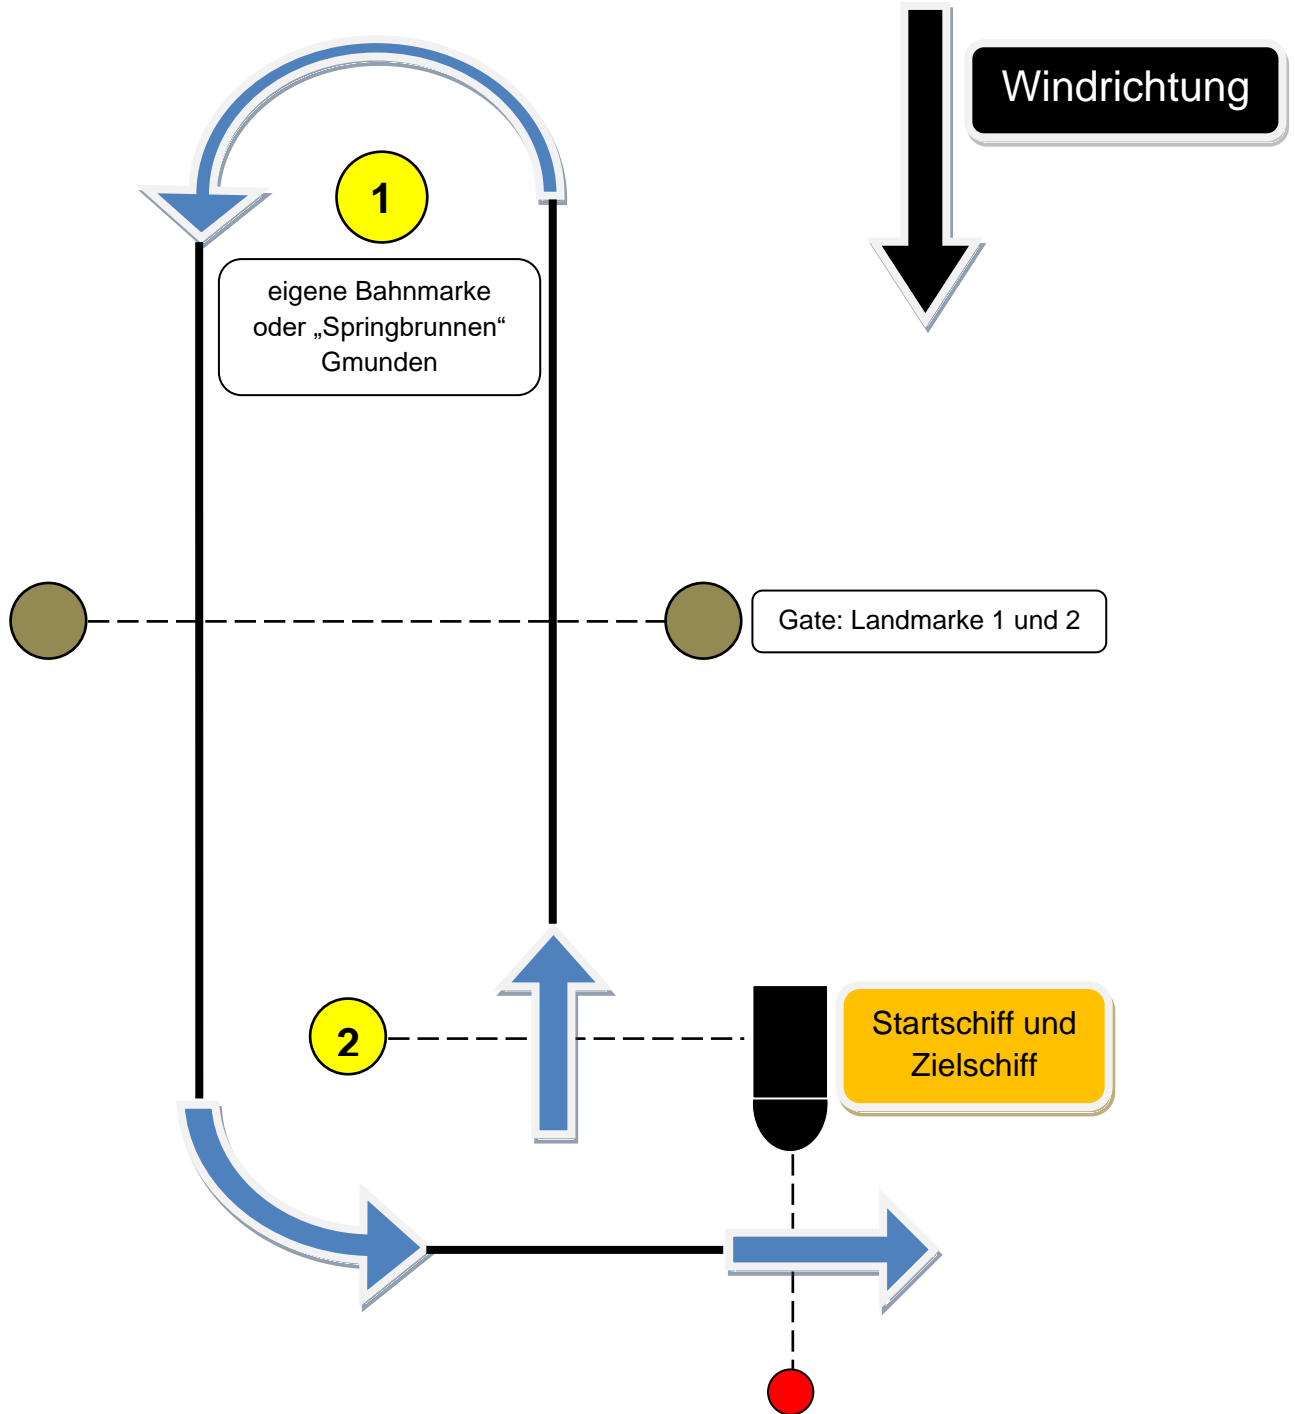 Windrichtung
1
eigene Bahnmarke
oder „Springbrunnen“
Gmunden
Gate: Landmarke 1 und 2
2
Startschiff und
Zielschiff